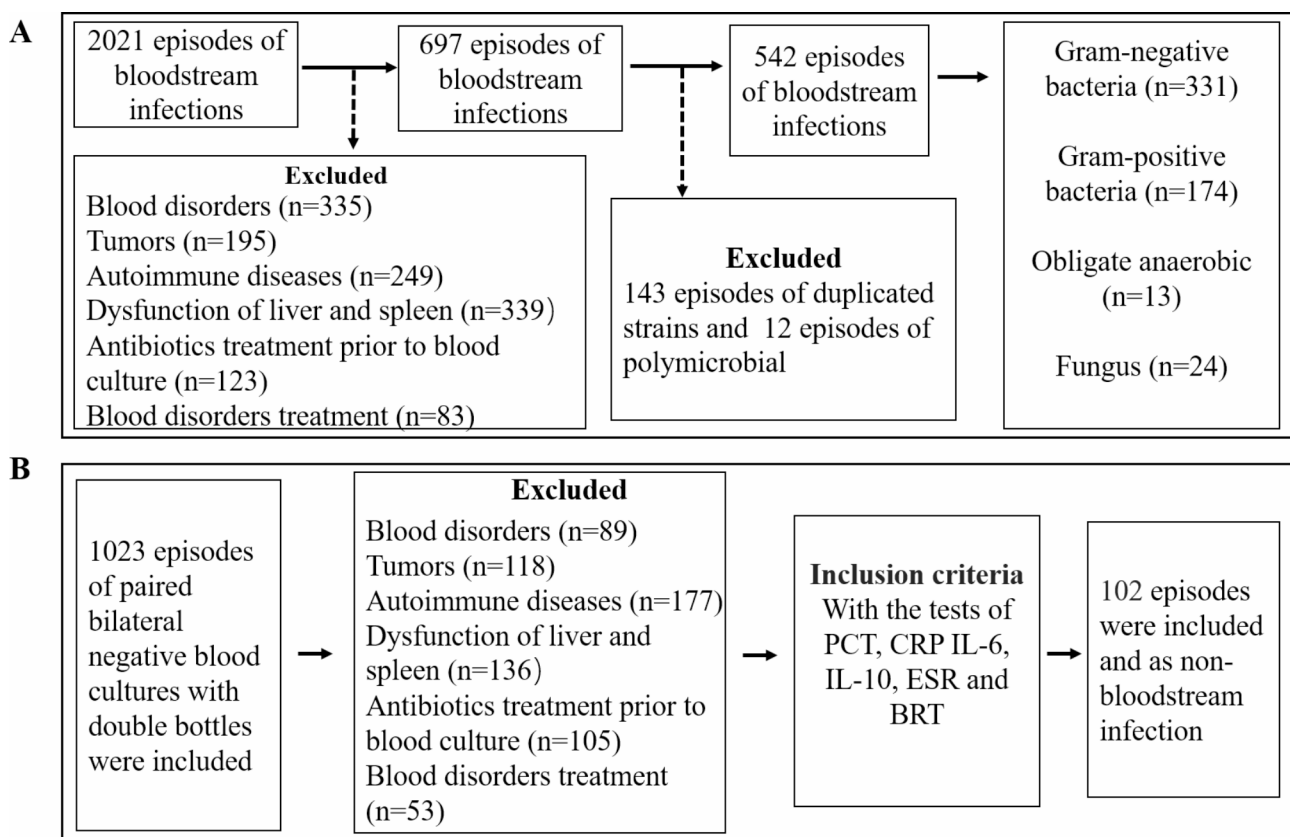 A
2021 episodes of
bloodstream
infections
697 episodes of
bloodstream
infections
542 episodes
of bloodstream
infections
Gram-negative
bacteria (n=331)
Gram-positive
bacteria (n=174)
Obligate anaerobic
(n=13)
Fungus (n=24)
Excluded
Blood disorders (n=335)
Tumors (n=195)
Autoimmune diseases (n=249)
Dysfunction of liver and spleen (n=339)
Antibiotics treatment prior to blood
culture (n=123)
Blood disorders treatment (n=83)
Excluded
143 episodes of duplicated
strains and 12 episodes of
polymicrobial
B
1023 episodes
of paired
bilateral
negative blood
cultures with
double bottles
were included
Excluded
Blood disorders (n=89)
Tumors (n=118)
Autoimmune diseases (n=177)
Dysfunction of liver and
spleen (n=136)
Antibiotics treatment prior to
blood culture (n=105)
Blood disorders treatment
(n=53)
Inclusion criteria
With the tests of
PCT, CRP IL-6,
IL-10, ESR and
BRT
102 episodes
were included
and as non-
bloodstream
infection